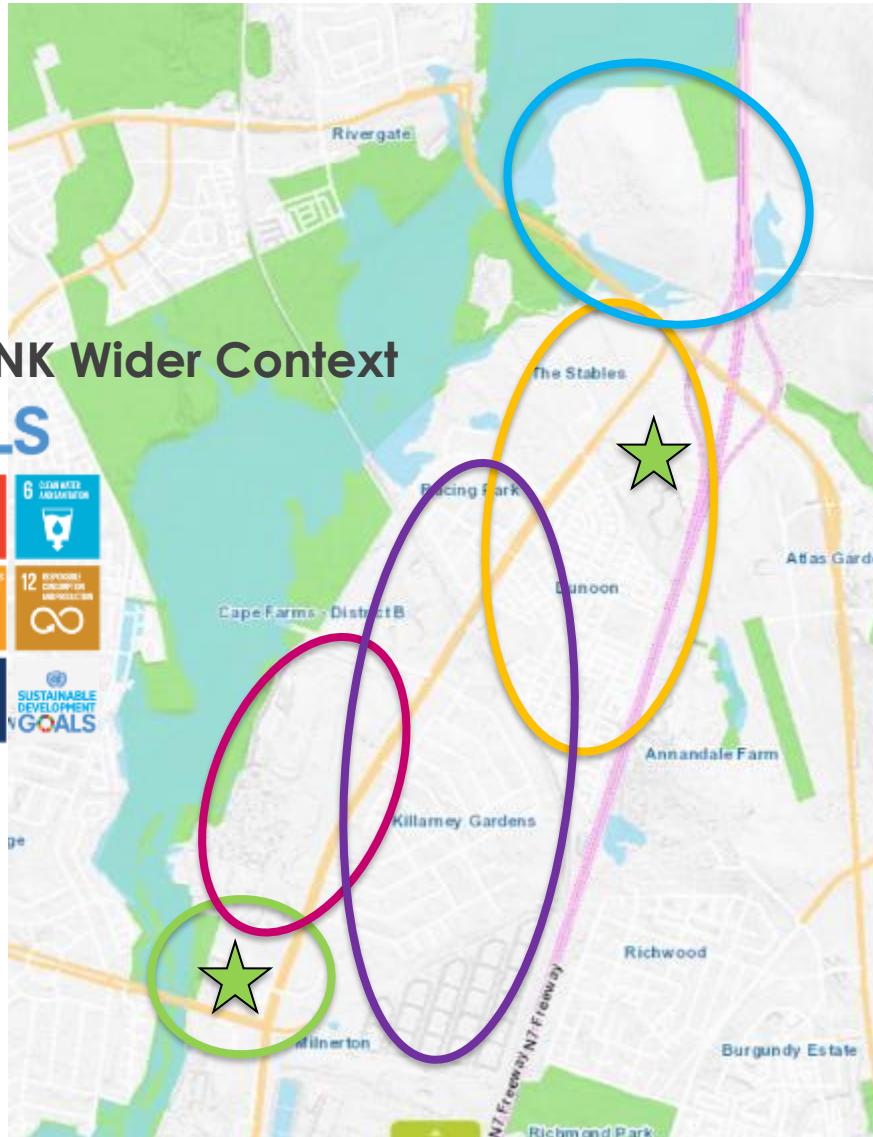 Rivergate
NK Wider Context
LS
The Stables
6 CLEAN WATER
AND SANITATION
Racing Park
Atlas Gard
12 RESPONSIBLE
CONSUMPTION
AND PRODUCTION
Dunoon
Cape Farms - District B
SUSTAINABLE
DEVELOPMENT
GOALS
Annandale Farm
Killarney Gardens
ge
Richwood
Milnerton
N7 Freeway
N7 Freeway
Burgundy Estate
Richmond Park